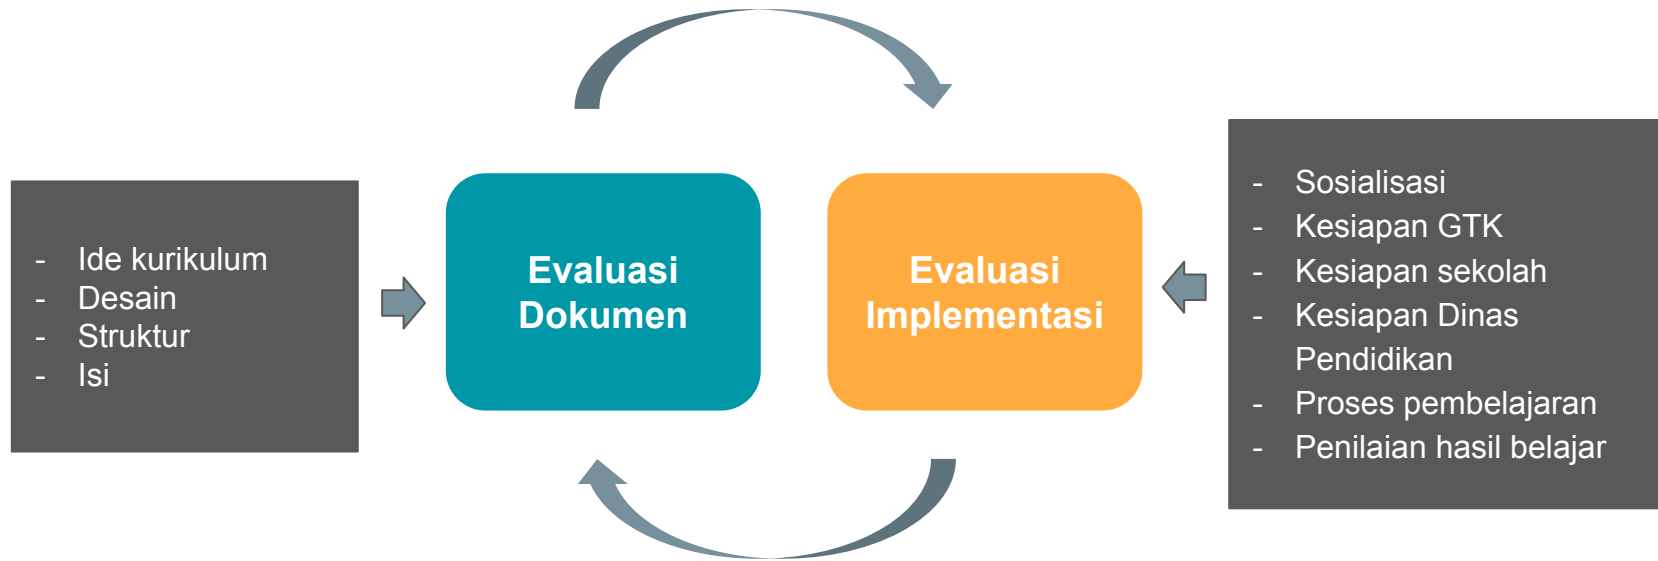 - Ide kurikulum
- Desain
- Struktur
- Isi
Evaluasi
Dokumen
Evaluasi
Implementasi
- Sosialisasi
- Kesiapan GTK
- Kesiapan sekolah
- Kesiapan Dinas
Pendidikan
- Proses pembelajaran
- Penilaian hasil belajar